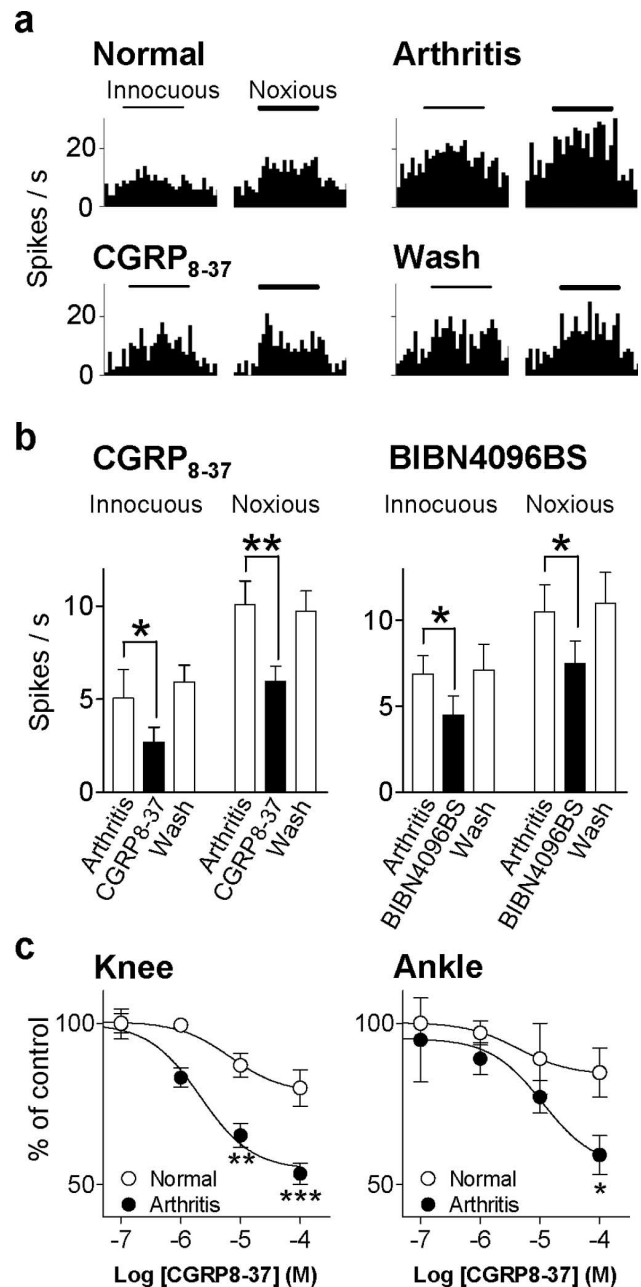 a
Normal Arthritis
Innocuous Noxious
Spikes / s
20
0
CGRP8-37 Wash
20
0
b
CGRP8-37 BIBN4096BS
Innocuous Noxious Innocuous Noxious
** *
* *
Spikes / s
10 10
5 5
0 0
Arthritis CGRP8-37 Wash Arthritis CGRP8-37 Wash Arthritis BIBN4096BS Wash Arthritis BIBN4096BS Wash
c
Knee Ankle
% of control
100 100
50 50
** *** *
Normal Normal
Arthritis Arthritis
-7 -6 -5 -4 -7 -6 -5 -4
Log [CGRP8-37] (M) Log [CGRP8-37] (M)